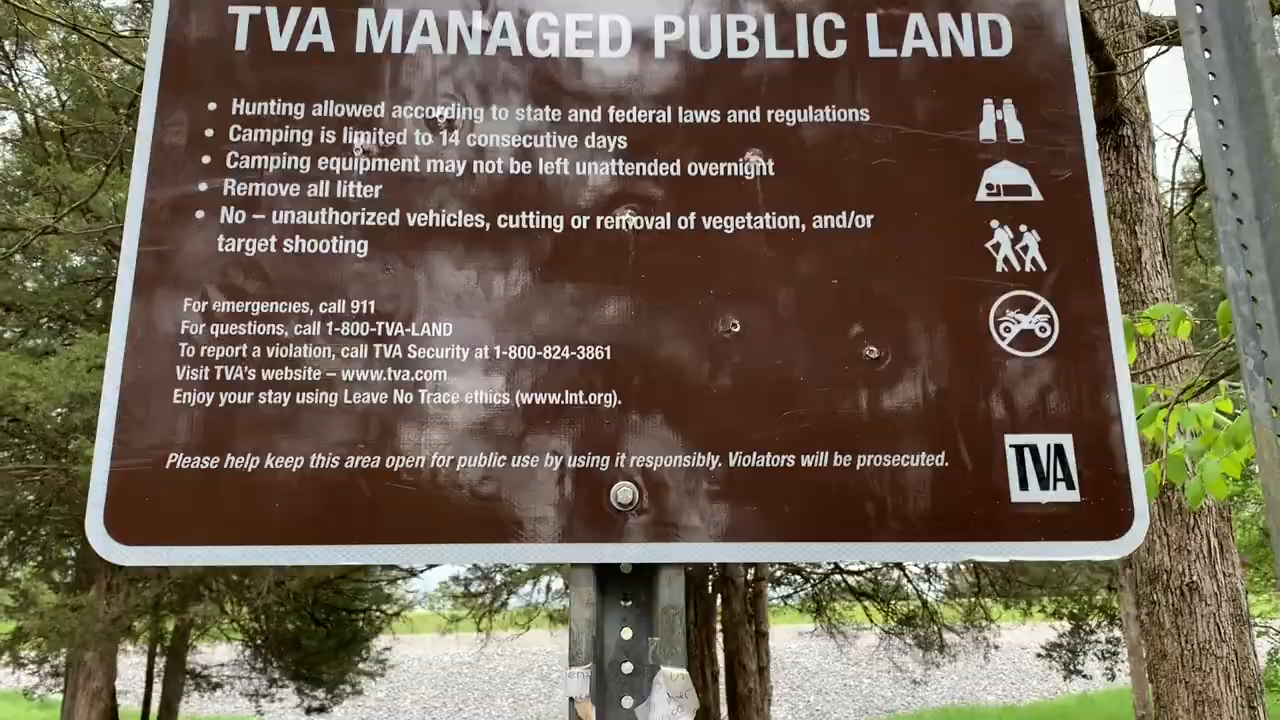 TVA MANAGED PUBLIC LAND
• Hunting allowed according to state and federal laws and regulations
• Camping is limited to 14 consecutive days
• Camping equipment may not be left unattended overnight
• Remove all litter
• No – unauthorized vehicles, cutting or removal of vegetation, and/or
target shooting
For emergencies, call 911
For questions, call 1-800-TVA-LAND
To report a violation, call TVA Security at 1-800-824-3861
Visit TVA's website – www.tva.com
Enjoy your stay using Leave No Trace ethics (www.lnt.org).
Please help keep this area open for public use by using it responsibly. Violators will be prosecuted.
TVA